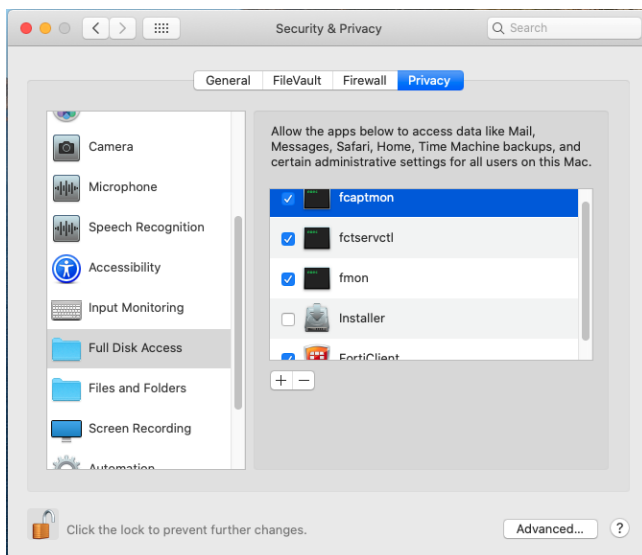 Security & Privacy
Search
General
FileVault
Firewall
Privacy
Camera
Microphone
Speech Recognition
Accessibility
Input Monitoring
Full Disk Access
Files and Folders
Screen Recording
Automation
Allow the apps below to access data like Mail,
Messages, Safari, Home, Time Machine backups, and
certain administrative settings for all users on this Mac.
fcaptmon
fctservctl
fmon
Installer
FortiClient
Click the lock to prevent further changes.
Advanced...
?